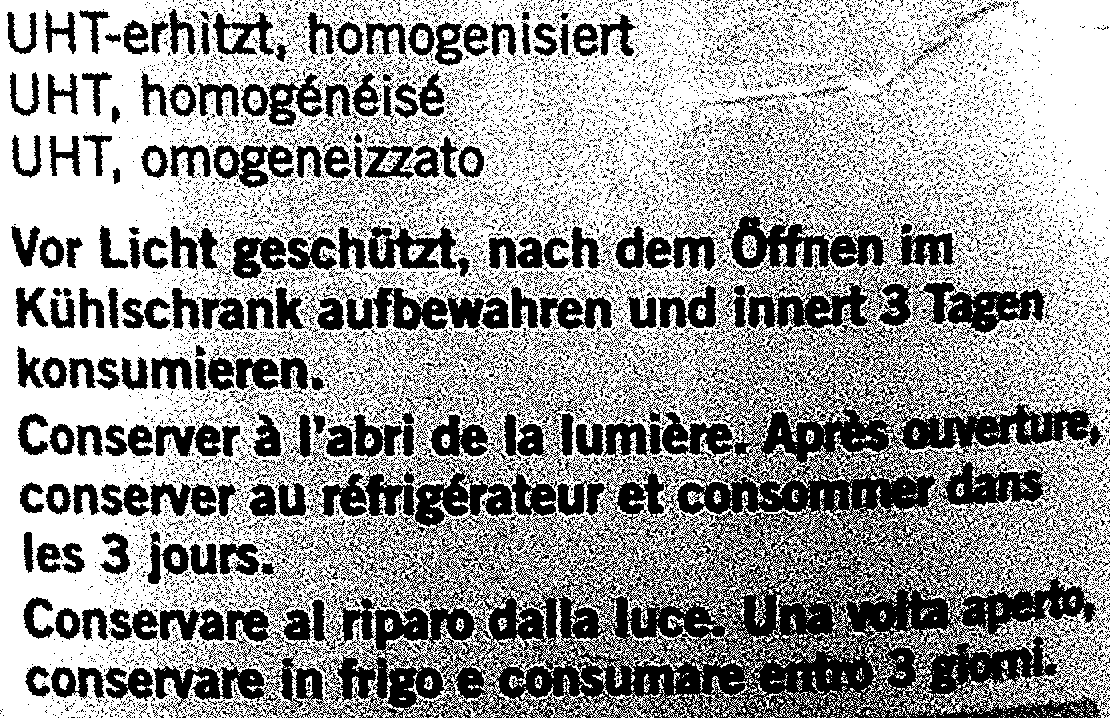 UHT-erhitzt, homogenisiert
UHT, homogénéisé
UHT, omogeneizzato
Vor Licht geschützt, nach dem Öffnen im
Kühlschrank aufbewahren und innert 3 Tagen
konsumieren.
Conserver à l'abri de la lumière. Après ouverture,
conserver au réfrigérateur et consommer dans
les 3 jours.
Conservare al riparo dalla luce. Una volta aperto,
conservare in frigo e consumare entro 3 giorni.